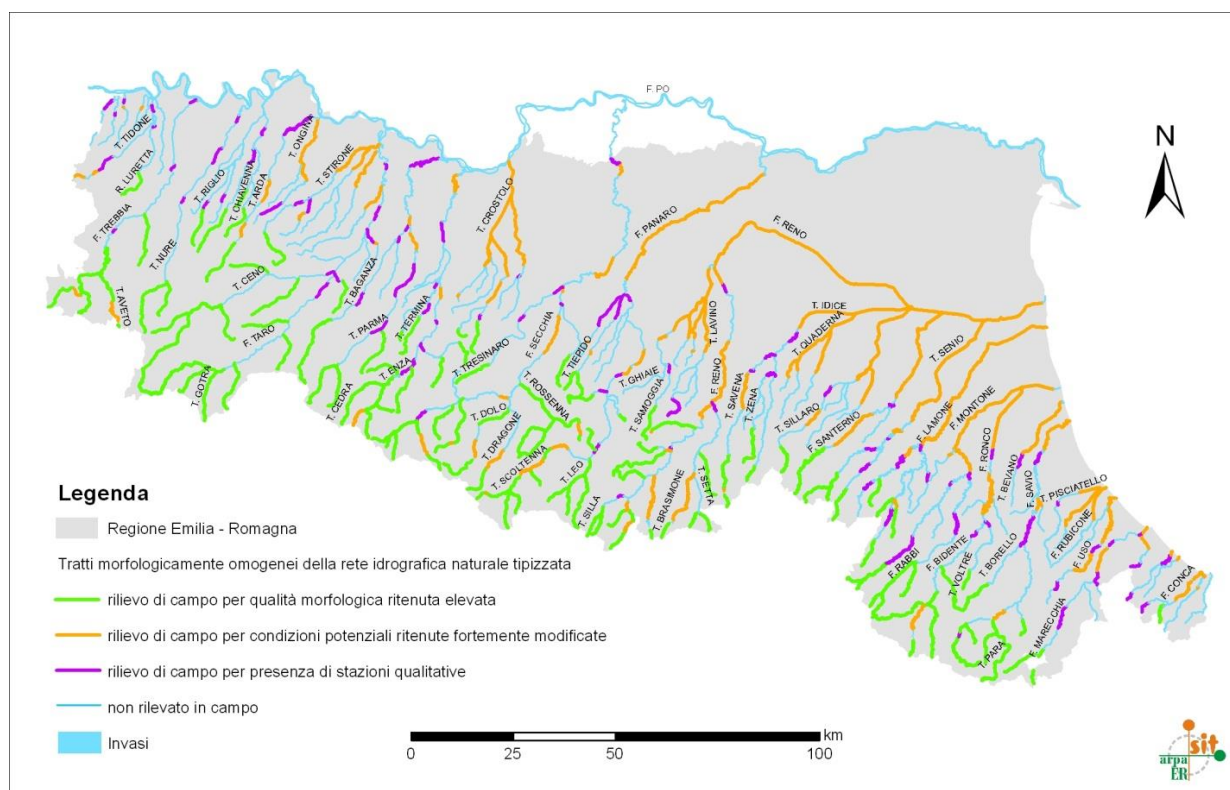 F. PO
N
T. TIDONE
R. LURETTA
F. TREBBIA
T. NURE
T. RIGLIO
T. CHIAVENNA
T. ARDA
T. ONGINA
T. STIRONE
T. AVETO
T. CENO
F. TARO
T. GOTRA
T. BAGANZA
T. PARMA
T. TERMINA
T. ENZA
T. CEDRA
T. CROSTOLO
T. TRESINARO
F. SECCHIA
T. TIEPIDO
T. ROSSENNA
T. DOLO
T. DRAGONE
T. SCOLTENNA
T. LEO
T. SILLA
F. PANARO
T. GHIAIE
T. SAMOGGIA
T. LAVINO
F. RENO
F. RENO
T. SAVENA
T. ZENA
T. BRASIMONE
T. SETTA
T. IDICE
T. QUADERNA
T. SILLARO
F. SANTERNO
T. SENIO
F. LAMONE
F. MONTONE
F. RONCO
T. BEVANO
F. SAVIO
T. PISCIATELLO
F. RABBI
F. BIDENTE
T. VOLTRE
T. BORELLO
F. RUBICONE
F. USO
F. MARECCHIA
T. PARA
F. CONCA
Legenda
Regione Emilia - Romagna
Tratti morfologicamente omogenei della rete idrografica naturale tipizzata
rilievo di campo per qualità morfologica ritenuta elevata
rilievo di campo per condizioni potenziali ritenute fortemente modificate
rilievo di campo per presenza di stazioni qualitative
non rilevato in campo
Invasi
km
0 25 50 100
sit
arpa
ER